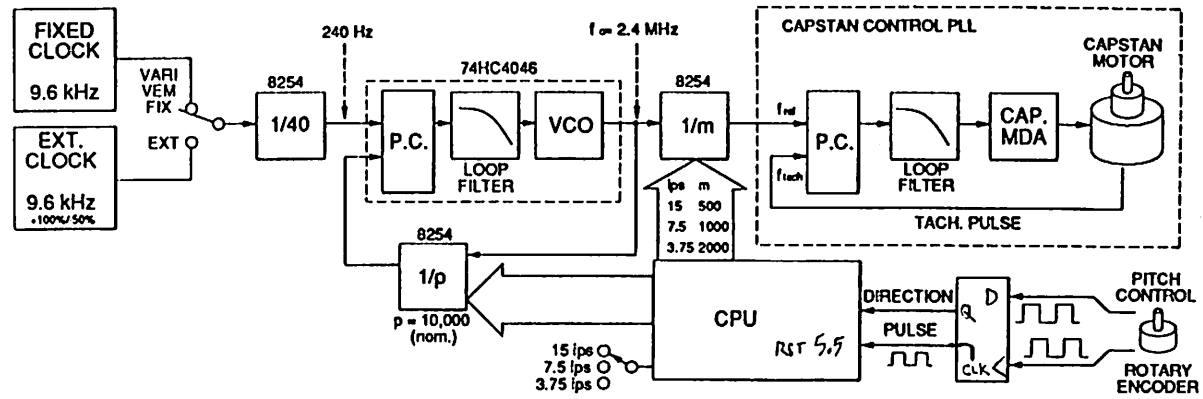 FIXED
CLOCK
9.6 kHz
EXT.
CLOCK
9.6 kHz
+100%/50%
VARI
VEM
FIX
EXT
8254
1/40
240 Hz
74HC4046
P.C.
LOOP
FILTER
VCO
fo= 2.4 MHz
8254
1/m
ips m
15 500
7.5 1000
3.75 2000
CAPSTAN CONTROL PLL
fref
ftach
P.C.
LOOP
FILTER
CAP.
MDA
CAPSTAN
MOTOR
TACH. PULSE
8254
1/p
p = 10,000
(nom.)
15 ips
7.5 ips
3.75 ips
CPU
RST 5.5
DIRECTION
PULSE
D
Q
CLK
PITCH
CONTROL
ROTARY
ENCODER